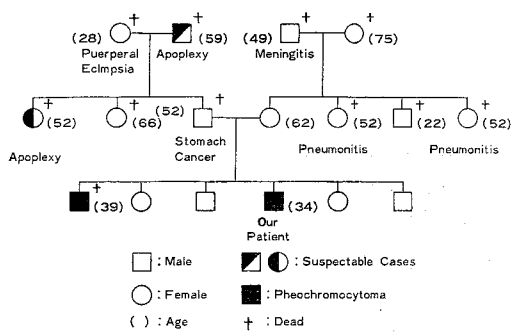 † † † †
(28) (59) (49) (75)
Puerperal Apoplexy Meningitis
Eclmpsia
† † † † † †
(52) (66) (52) (62) (52) (22) (52)
Apoplexy Stomach Pneumonitis Pneumonitis
Cancer
†
(39) (34)
Our
Patient
: Male : Suspectable Cases
: Female : Pheochromocytoma
( ) : Age † : Dead